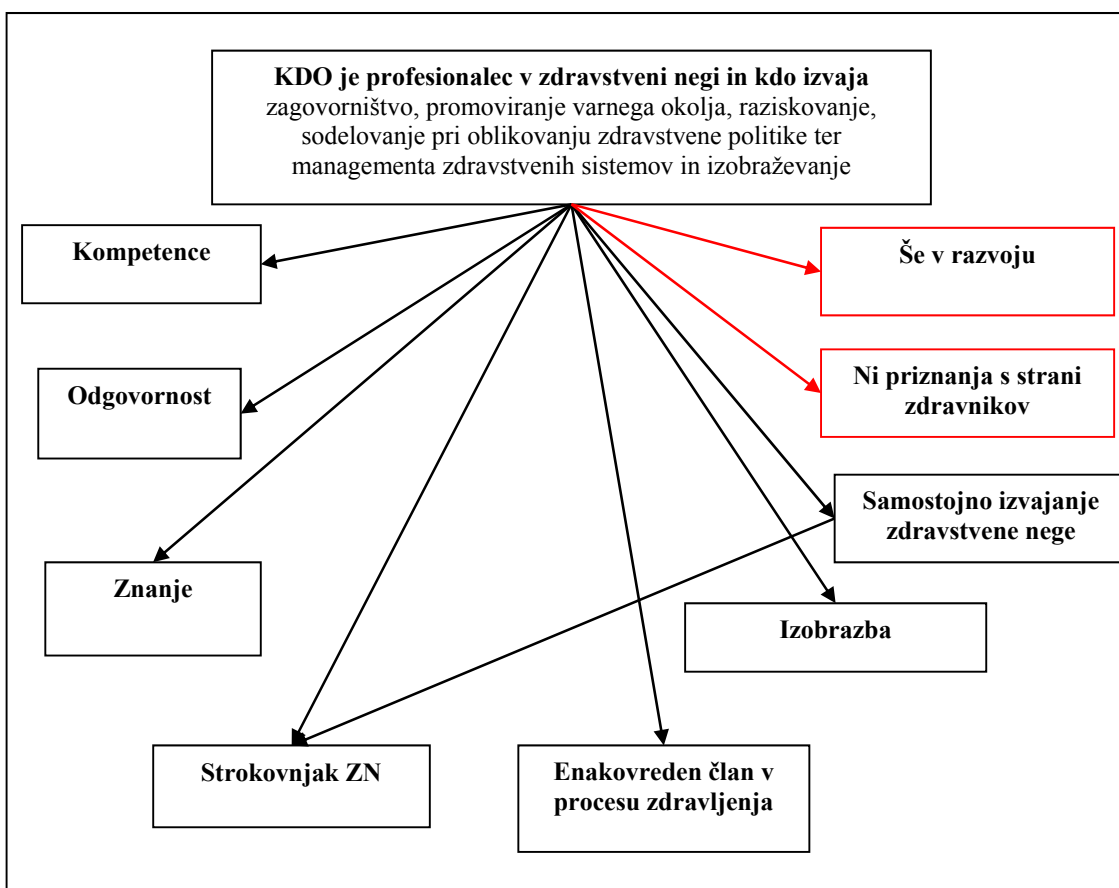 KDO je profesionalec v zdravstveni negi in kdo izvaja
zagovorništvo, promoviranje varnega okolja, raziskovanje,
sodelovanje pri oblikovanju zdravstvene politike ter
managementa zdravstvenih sistemov in izobraževanje
Kompetence
Še v razvoju
Odgovornost
Ni priznanja s strani
zdravnikov
Samostojno izvajanje
zdravstvene nege
Znanje
Izobrazba
Strokovnjak ZN
Enakovreden član v
procesu zdravljenja